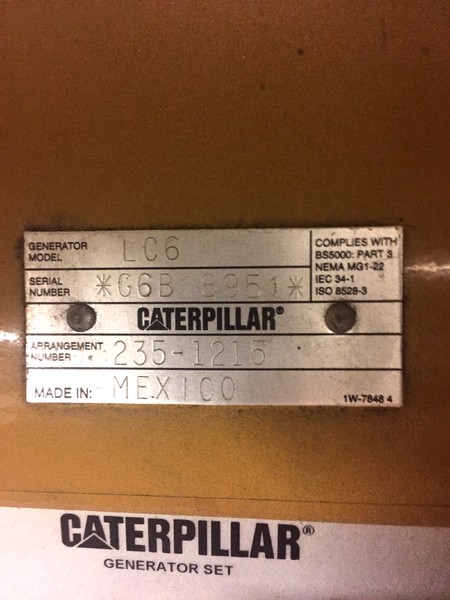 GENERATOR MODEL LC6
SERIAL NUMBER *G6B
COMPLIES WITH
BS5000: PART 3
NEMA MG1-22
IEC 34-1
ISO 8528-3
CATERPILLAR®
ARRANGEMENT NUMBER 235-1215
MADE IN: MEXICO
1W-7848 4
CATERPILLAR®
GENERATOR SET